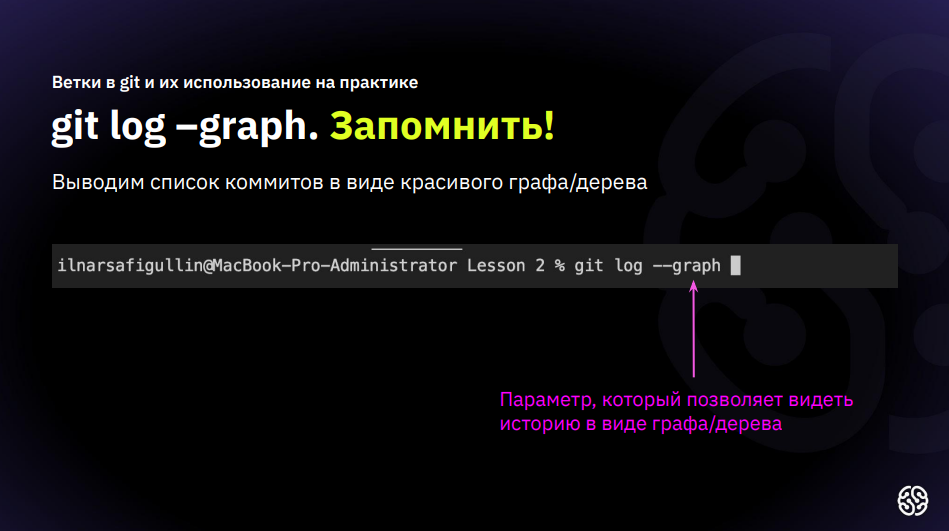 Ветки в git и их использование на практике
git log –graph. Запомнить!
Выводим список коммитов в виде красивого графа/дерева
ilnarsafigullin@MacBook-Pro-Administrator Lesson 2 % git log --graph
Параметр, который позволяет видеть
историю в виде графа/дерева